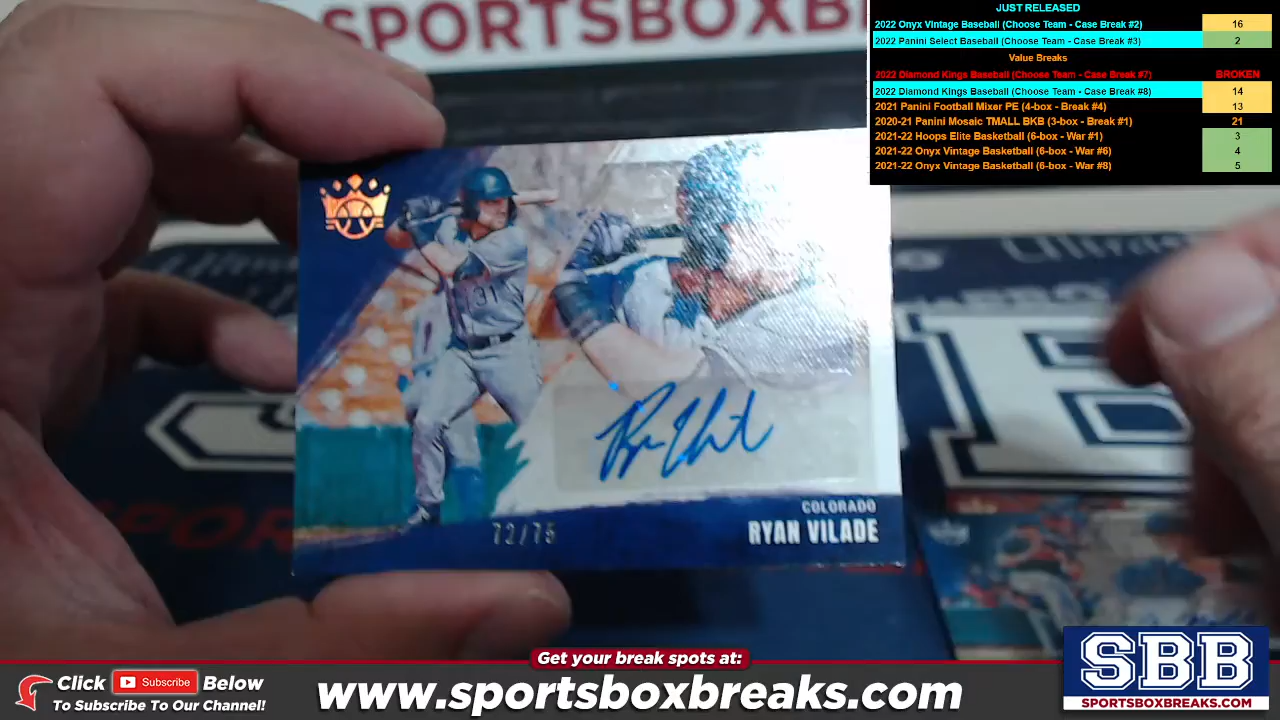 SPORTSBOXB
JUST RELEASED
2022 Onyx Vintage Baseball (Choose Team - Case Break #2) 16
2022 Panini Select Baseball (Choose Team - Case Break #3) 2
Value Breaks
2022 Diamond Kings Baseball (Choose Team - Case Break #7) BROKEN
2022 Diamond Kings Baseball (Choose Team - Case Break #8) 14
2021 Panini Football Mixer PE (4-box - Break #4) 13
2020-21 Panini Mosaic TMALL BKB (3-box - Break #1) 21
2021-22 Hoops Elite Basketball (6-box - War #1) 3
2021-22 Onyx Vintage Basketball (6-box - War #6) 4
2021-22 Onyx Vintage Basketball (6-box - War #8) 5
31
COLORADO
RYAN VILADE
72/75
Get your break spots at:
Click Subscribe Below
To Subscribe To Our Channel!
www.sportsboxbreaks.com
SBB
SPORTSBOXBREAKS.COM